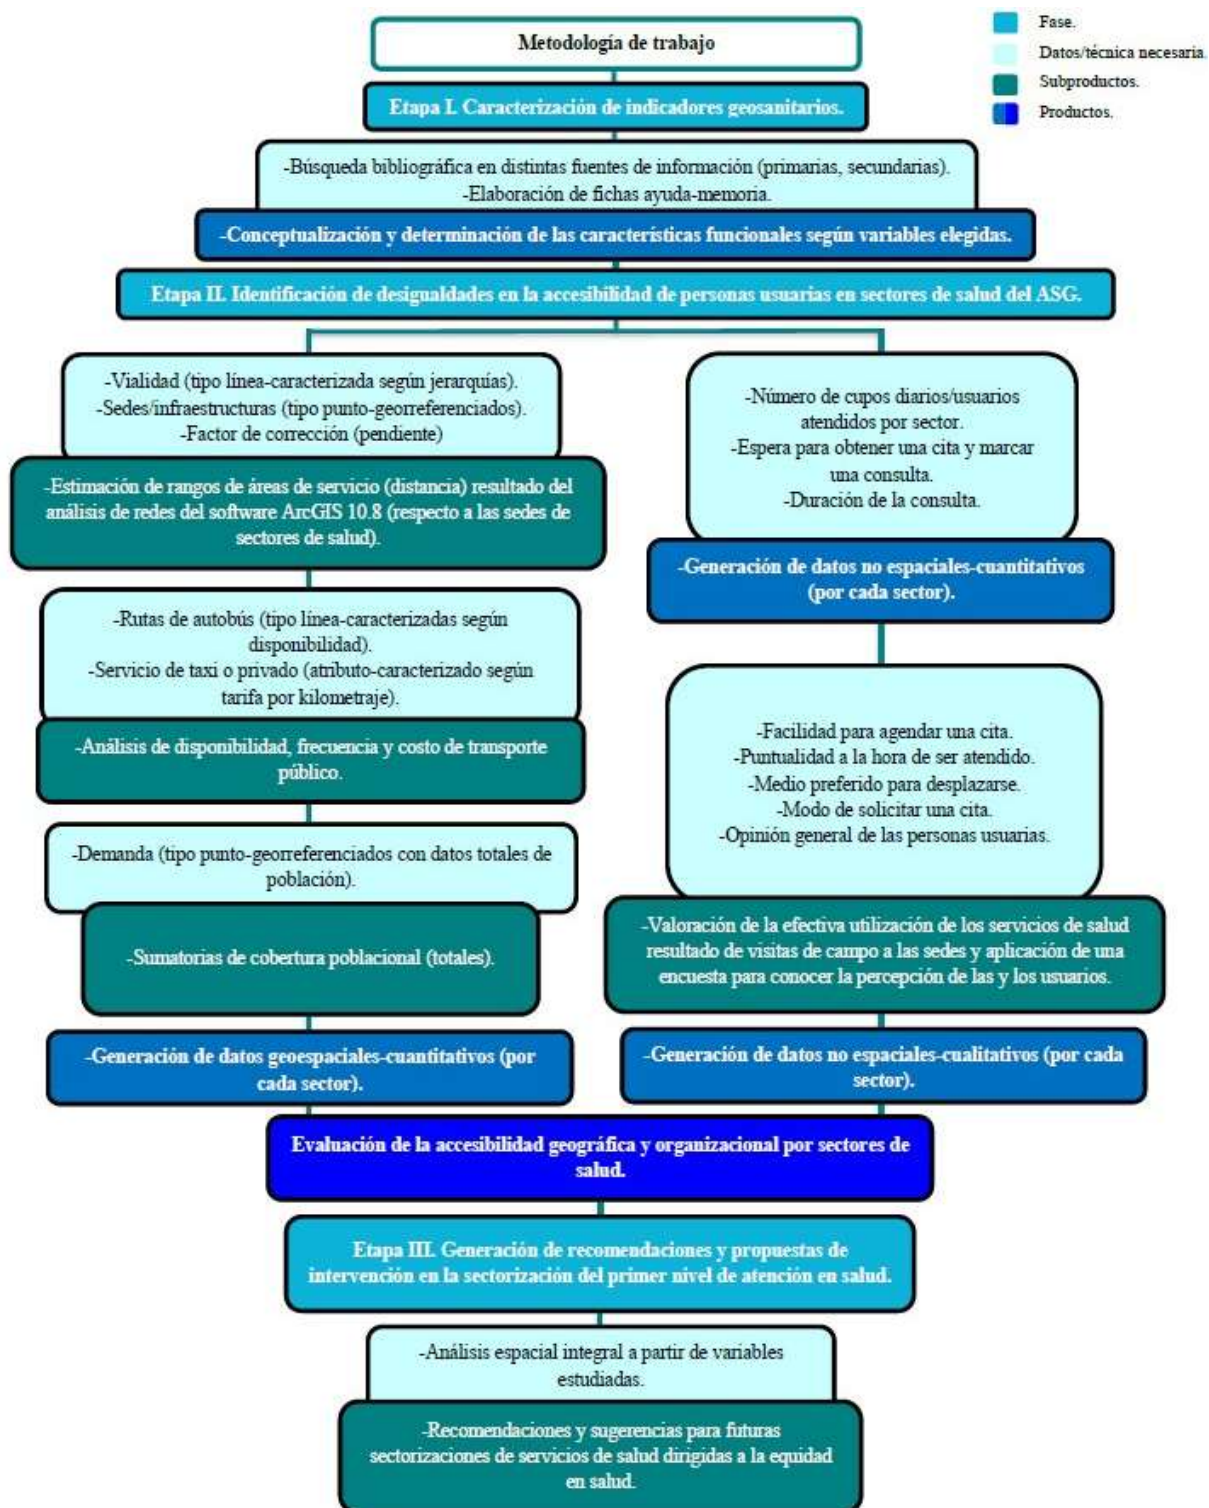 Metodología de trabajo
Fase.
Datos/técnica necesaria.
Subproductos.
Productos.
Etapa I. Caracterización de indicadores geosanitarios.
-Búsqueda bibliográfica en distintas fuentes de información (primarias, secundarias).
-Elaboración de fichas ayuda-memoria.
-Conceptualización y determinación de las características funcionales según variables elegidas.
Etapa II. Identificación de desigualdades en la accesibilidad de personas usuarias en sectores de salud del ASG.
-Vialidad (tipo línea-caracterizada según jerarquías).
-Sedes/infraestructuras (tipo punto-georreferenciados).
-Factor de corrección (pendiente)
-Estimación de rangos de áreas de servicio (distancia) resultado del
análisis de redes del software ArcGIS 10.8 (respecto a las sedes de
sectores de salud).
-Rutas de autobús (tipo línea-caracterizadas según
disponibilidad).
-Servicio de taxi o privado (atributo-caracterizado según
tarifa por kilometraje).
-Análisis de disponibilidad, frecuencia y costo de transporte
público.
-Demanda (tipo punto-georreferenciados con datos totales de
población).
-Sumatorias de cobertura poblacional (totales).
-Generación de datos geoespaciales-cuantitativos (por
cada sector).
-Número de cupos diarios/usuarios
atendidos por sector.
-Espera para obtener una cita y marcar
una consulta.
-Duración de la consulta.
-Generación de datos no espaciales-cuantitativos
(por cada sector).
-Facilidad para agendar una cita.
-Puntualidad a la hora de ser atendido.
-Medio preferido para desplazarse.
-Modo de solicitar una cita.
-Opinión general de las personas usuarias.
-Valoración de la efectiva utilización de los servicios de salud
resultado de visitas de campo a las sedes y aplicación de una
encuesta para conocer la percepción de las y los usuarios.
-Generación de datos no espaciales-cualitativos (por cada
sector).
Evaluación de la accesibilidad geográfica y organizacional por sectores de
salud.
Etapa III. Generación de recomendaciones y propuestas de
intervención en la sectorización del primer nivel de atención en salud.
-Análisis espacial integral a partir de variables
estudiadas.
-Recomendaciones y sugerencias para futuras
sectorizaciones de servicios de salud dirigidas a la equidad
en salud.